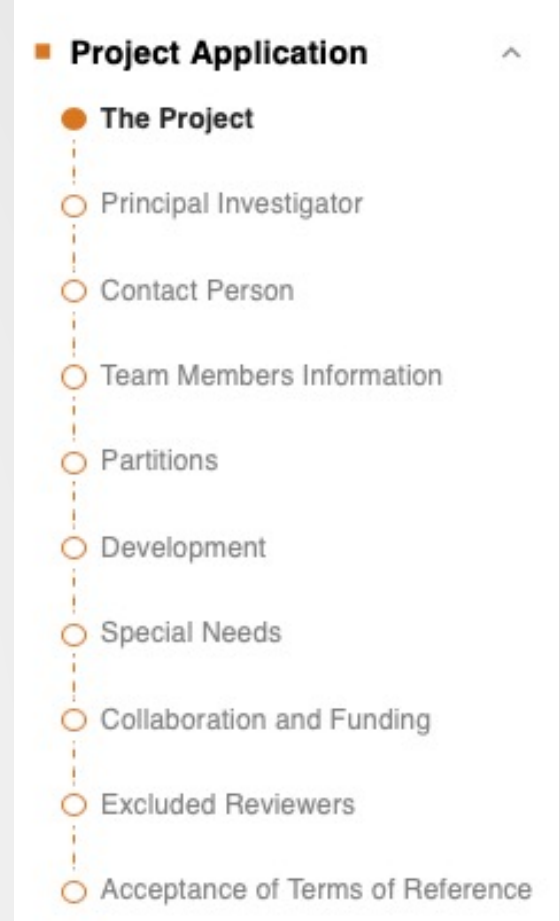 Project Application
The Project
Principal Investigator
Contact Person
Team Members Information
Partitions
Development
Special Needs
Collaboration and Funding
Excluded Reviewers
Acceptance of Terms of Reference